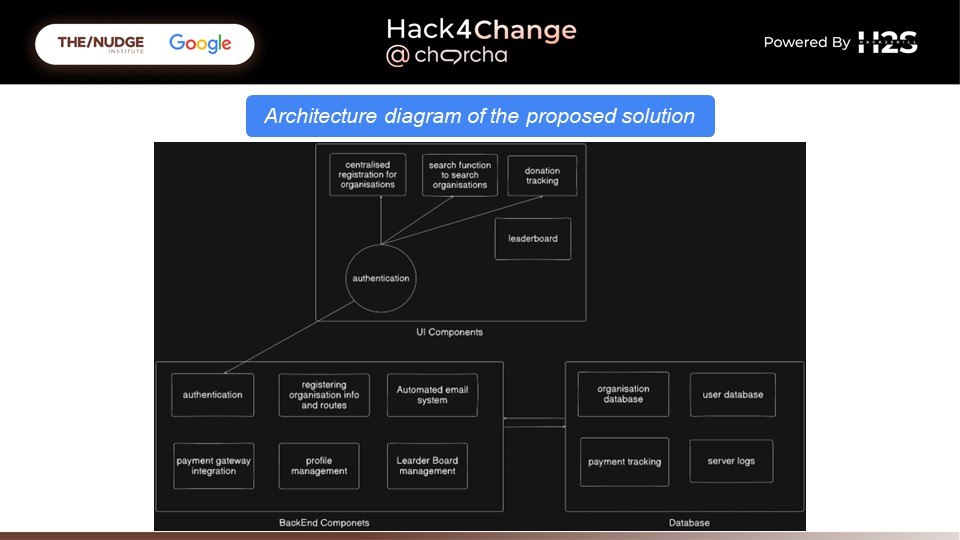 THE/NUDGE
INSTITUTE
Google
Hack4Change
@ chorcha
Powered By H2S
Architecture diagram of the proposed solution
centralised
registration for
organisations
search function
to search
organisations
donation
tracking
leaderboard
authentication
UI Components
authentication
registering
organisation info
and routes
Automated email
system
payment gateway
integration
profile
management
Learder Board
management
BackEnd Componets
organisation
database
user database
payment tracking
server logs
Database